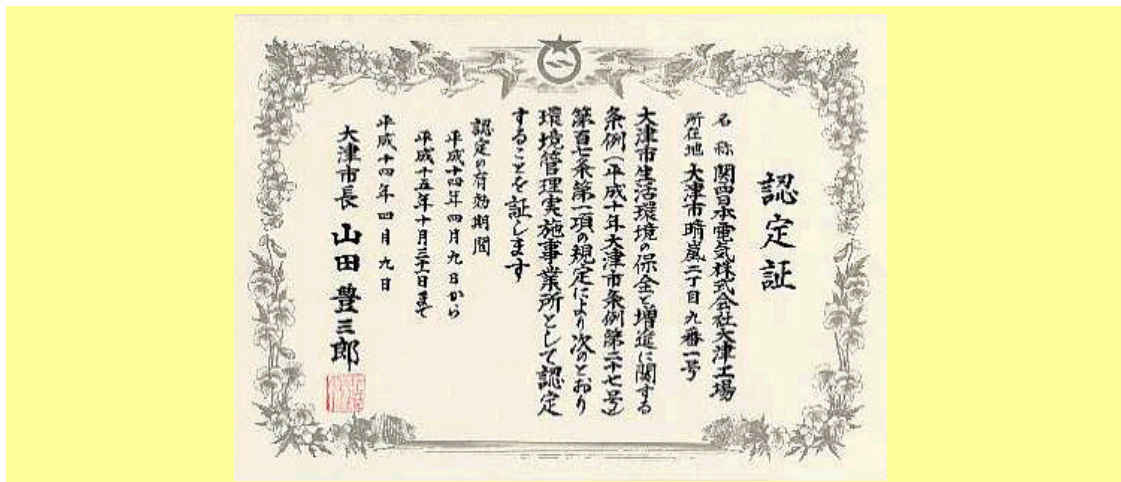 認定証
名称 関西日本電気株式会社大津工場
所在地 大津市晴嵐二丁目九番一号
大津市生活環境の保全と増進に関する
条例(平成十年大津市条例第二十七号)
第百七条第一項の規定により次のとおり
環境管理実施事業所として認定
することを証します
認定の有効期間
平成十四年四月九日から
平成十五年十月三十一日まで
平成十四年四月九日
大津市長 山田豊三郎